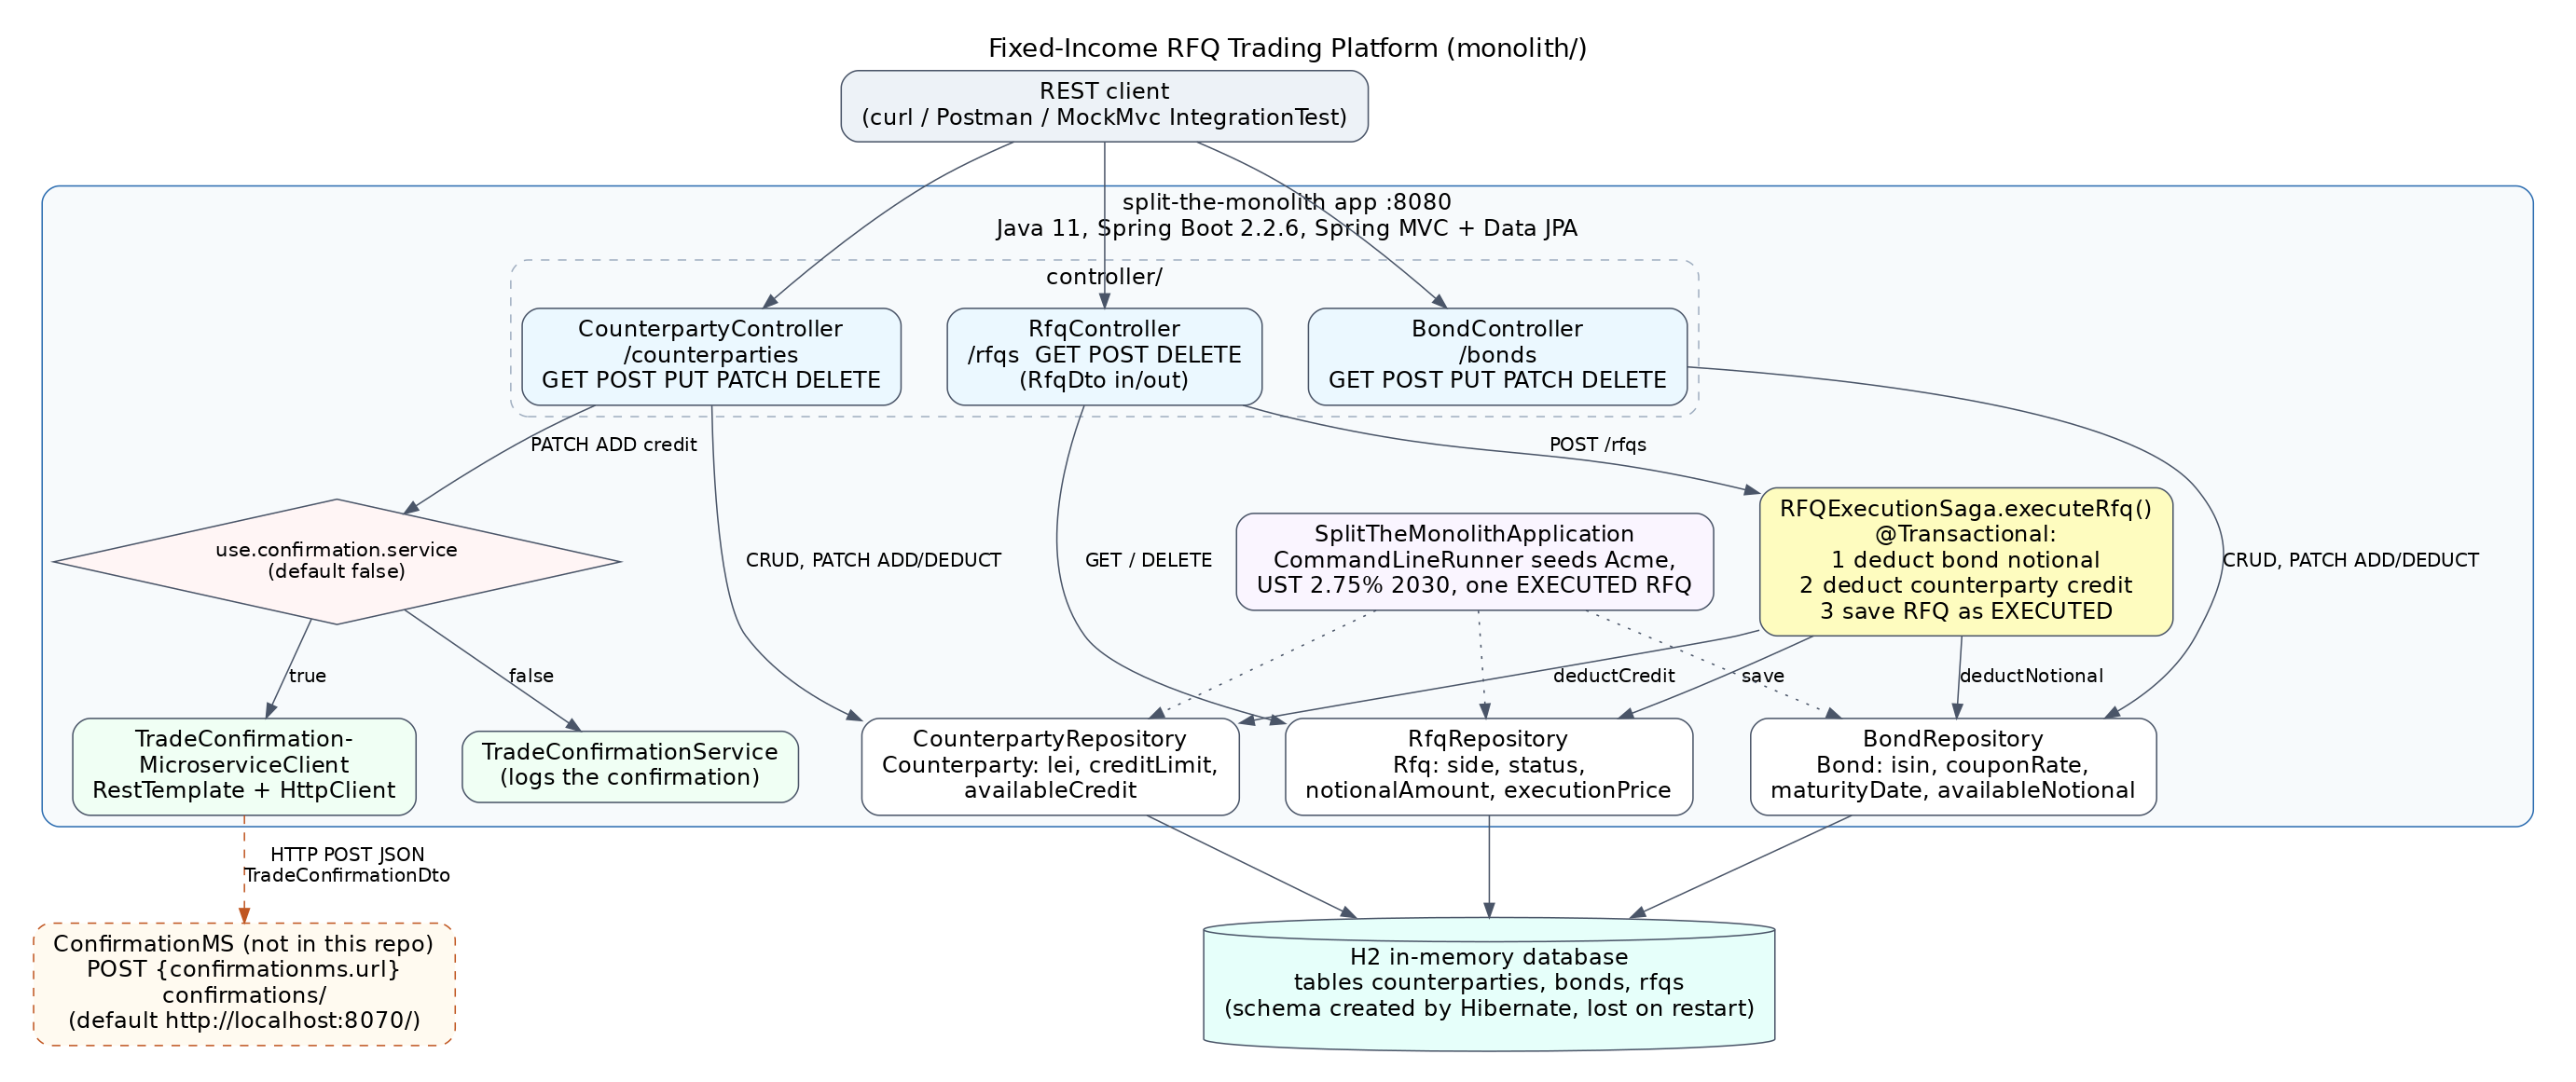 Fixed-Income RFQ Trading Platform (monolith/)
REST client
(curl / Postman / MockMvc IntegrationTest)
split-the-monolith app :8080
Java 11, Spring Boot 2.2.6, Spring MVC + Data JPA
controller/
CounterpartyController
/counterparties
GET POST PUT PATCH DELETE
RfqController
/rfqs  GET POST DELETE
(RfqDto in/out)
BondController
/bonds
GET POST PUT PATCH DELETE
PATCH ADD credit
POST /rfqs
use.confirmation.service
(default false)
CRUD, PATCH ADD/DEDUCT
GET / DELETE
SplitTheMonolithApplication
CommandLineRunner seeds Acme,
UST 2.75% 2030, one EXECUTED RFQ
RFQExecutionSaga.executeRfq()
@Transactional:
1 deduct bond notional
2 deduct counterparty credit
3 save RFQ as EXECUTED
CRUD, PATCH ADD/DEDUCT
true
false
deductCredit
save
deductNotional
TradeConfirmation-
MicroserviceClient
RestTemplate + HttpClient
TradeConfirmationService
(logs the confirmation)
CounterpartyRepository
Counterparty: lei, creditLimit,
availableCredit
RfqRepository
Rfq: side, status,
notionalAmount, executionPrice
BondRepository
Bond: isin, couponRate,
maturityDate, availableNotional
HTTP POST JSON
TradeConfirmationDto
ConfirmationMS (not in this repo)
POST {confirmationms.url}
confirmations/
(default http://localhost:8070/)
H2 in-memory database
tables counterparties, bonds, rfqs
(schema created by Hibernate, lost on restart)